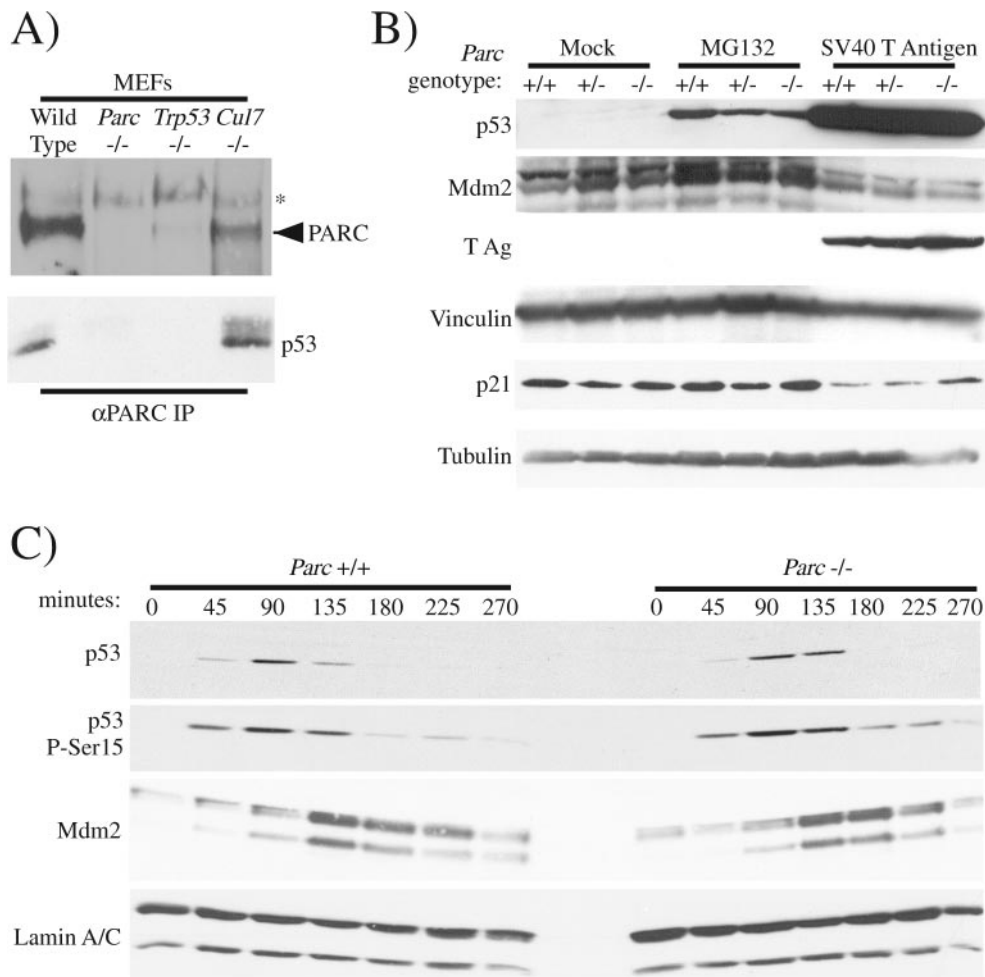 A)
MEFs
Wild Type Parc -/- Trp53 -/- Cul7 -/-
*
PARC
p53
αPARC IP
B)
Parc genotype:
Mock MG132 SV40 T Antigen
+/+ +/- -/- +/+ +/- -/- +/+ +/- -/-
p53
Mdm2
T Ag
Vinculin
p21
Tubulin
C)
Parc +/+ Parc -/-
minutes: 0 45 90 135 180 225 270 0 45 90 135 180 225 270
p53
p53
P-Ser15
Mdm2
Lamin A/C